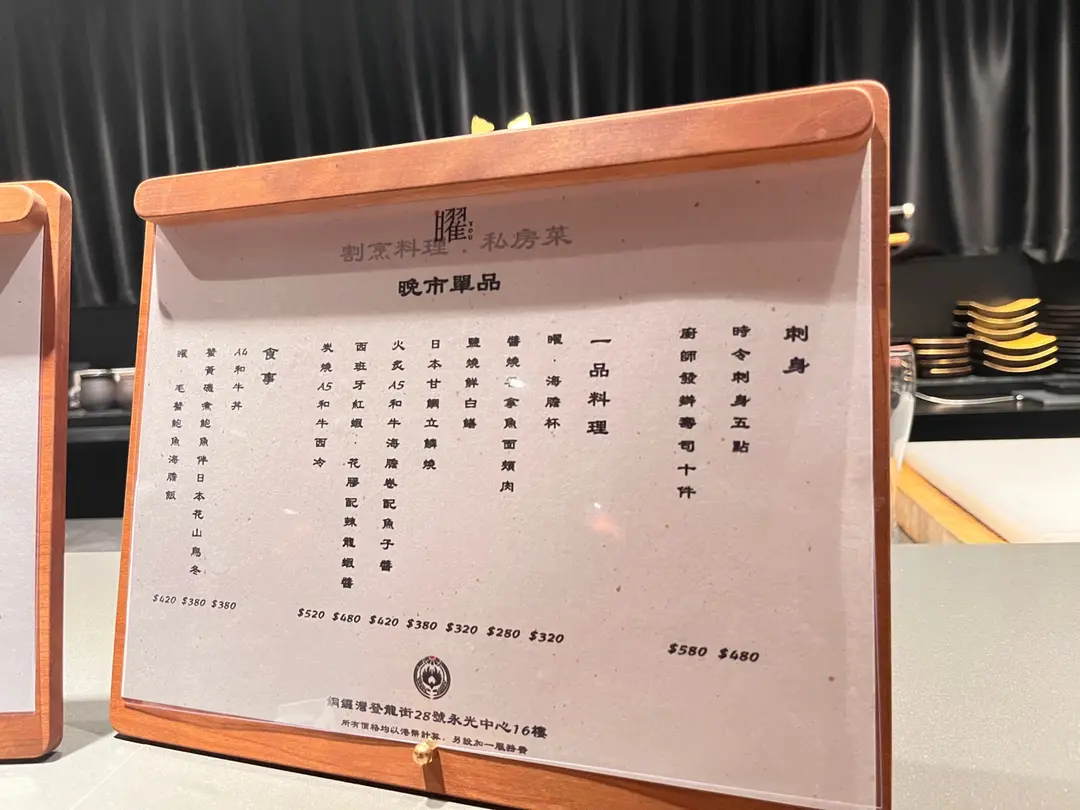 曜
YOU
割烹料理．私房菜
晚市單品
刺身
時令刺身五點
$480
廚師發辦壽司十件
$580
一品料理
曜．海膽杯
$320
醬燒	拿魚面頰肉
$280
鹽燒鮮白鱔
$320
日本甘鯛立鱗燒
$380
火炙A5和牛海膽卷配魚子醬
$420
西班牙紅蝦 花膠配辣龍蝦醬
$480
炭燒A5和牛西冷
$520
食事
A4和牛丼
$380
蟹黃磯煮鮑魚伴日本花山烏冬
$380
曜．毛蟹鮑魚海膽飯
$420
銅鑼灣登龍街28號永光中心16樓
所有價格均以港幣計算，另設加一服務費